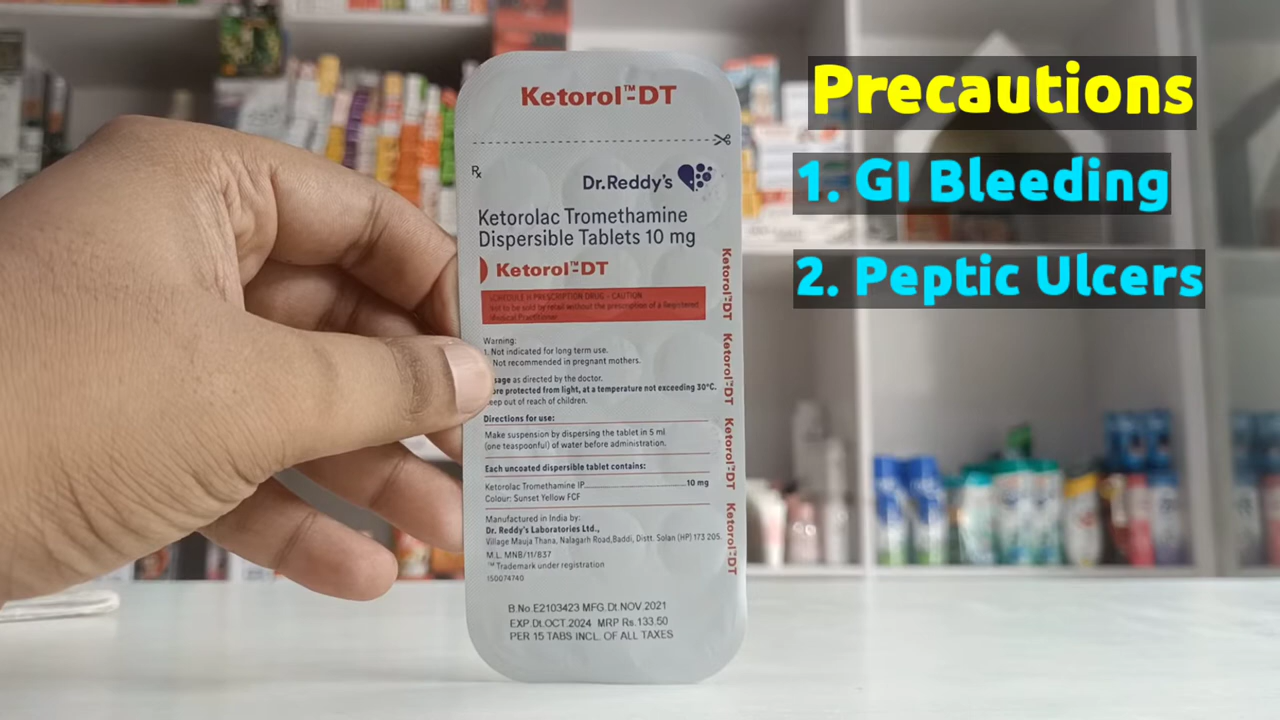 Ketorol™-DT
Rx
Dr.Reddy's
Ketorolac Tromethamine
Dispersible Tablets 10 mg
Ketorol™-DT
SCHEDULE H PRESCRIPTION DRUG - CAUTION
Not to be sold by retail without the prescription of a Registered
Medical Practitioner
Warning:
1. Not indicated for long term use.
Not recommended in pregnant mothers.
as directed by the doctor.
protected from light, at a temperature not exceeding 30°C.
out of reach of children.
Directions for use:
Make suspension by dispersing the tablet in 5 ml
(one teaspoonful) of water before administration.
Each uncoated dispersible tablet contains:
Ketorolac Tromethamine IP 10 mg
Colour: Sunset Yellow FCF
Manufactured in India by:
Dr. Reddy's Laboratories Ltd.,
Village Mauja Thana, Nalagarh Road,Baddi, Distt. Solan (HP) 173 205.
M.L. MNB/11/837
™Trademark under registration
150074740
B.No.E2103423 MFG.Dt.NOV.2021
EXP.Dt.OCT.2024 MRP Rs.133.50
PER 15 TABS INCL. OF ALL TAXES
Ketorol™-DT
Ketorol™-DT
Ketorol™-DT
Ketorol™-DT
Precautions
1. GI Bleeding
2. Peptic Ulcers